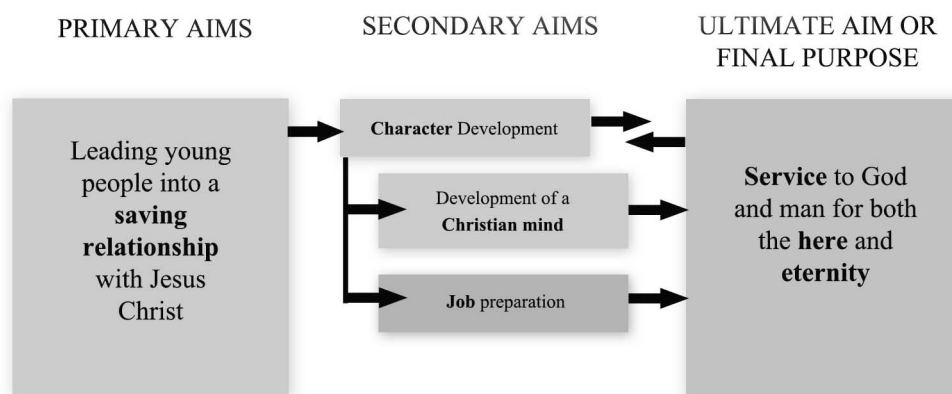 PRIMARY AIMS
SECONDARY AIMS
ULTIMATE AIM OR
FINAL PURPOSE
Leading young
people into a
saving
relationship
with Jesus
Christ
Character Development
Development of a
Christian mind
Job preparation
Service to God
and man for both
the here and
eternity